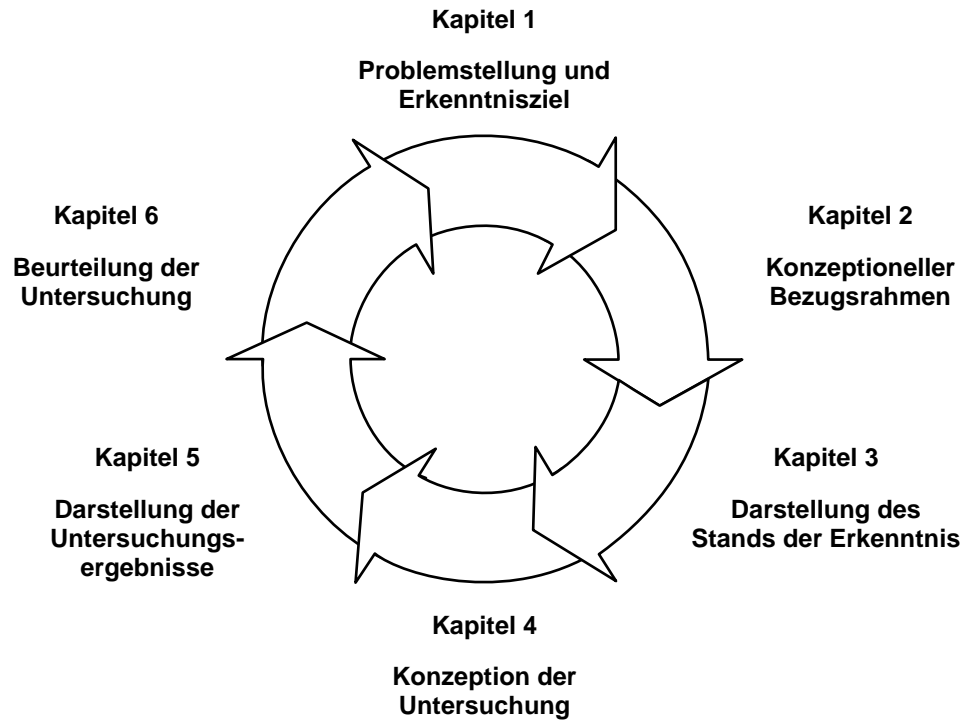 Kapitel 1
Problemstellung und
Erkenntnisziel
Kapitel 2
Konzeptioneller
Bezugsrahmen
Kapitel 3
Darstellung des
Stands der Erkenntnis
Kapitel 4
Konzeption der
Untersuchung
Kapitel 5
Darstellung der
Untersuchungs-
ergebnisse
Kapitel 6
Beurteilung der
Untersuchung